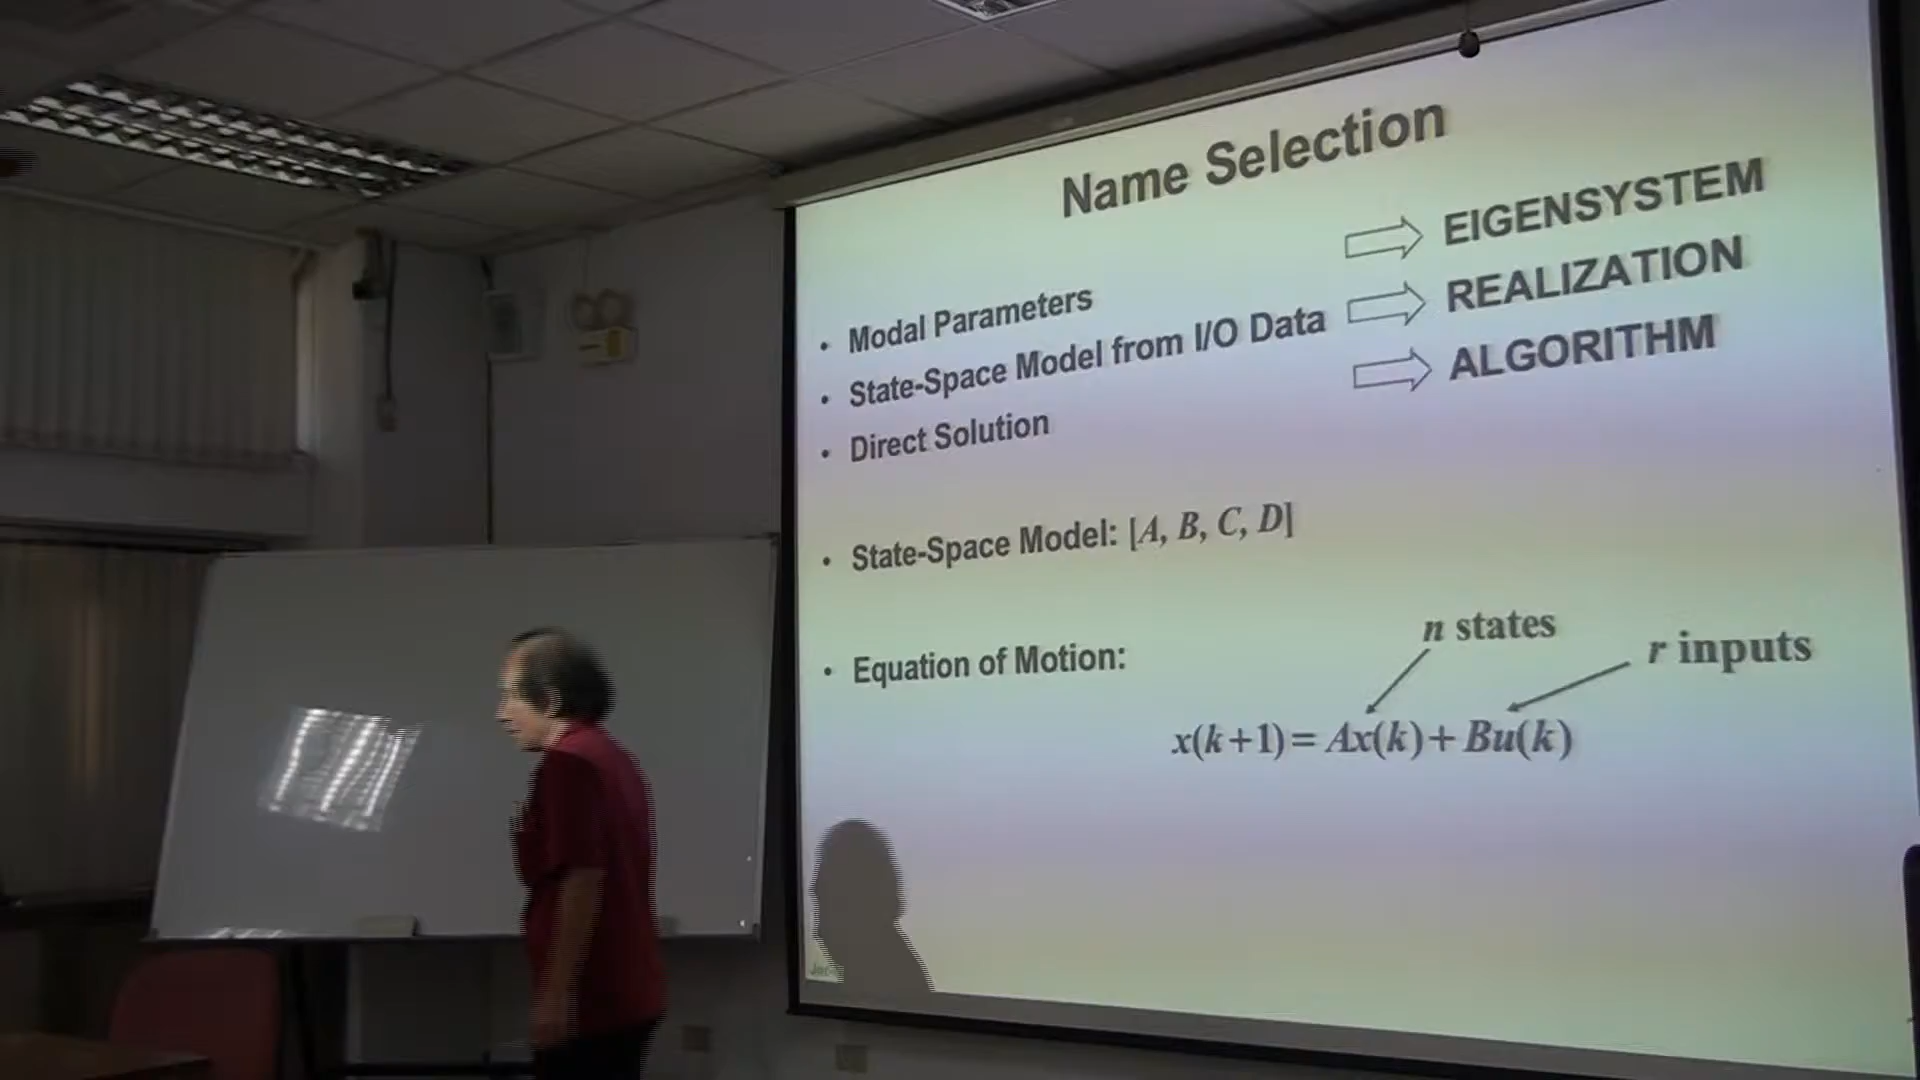 Name Selection
• Modal Parameters ⇨ EIGENSYSTEM
• State-Space Model from I/O Data ⇨ REALIZATION
• Direct Solution ⇨ ALGORITHM
• State-Space Model: [A, B, C, D]
n states
r inputs
• Equation of Motion:
x(k+1)= Ax(k)+ Bu(k)